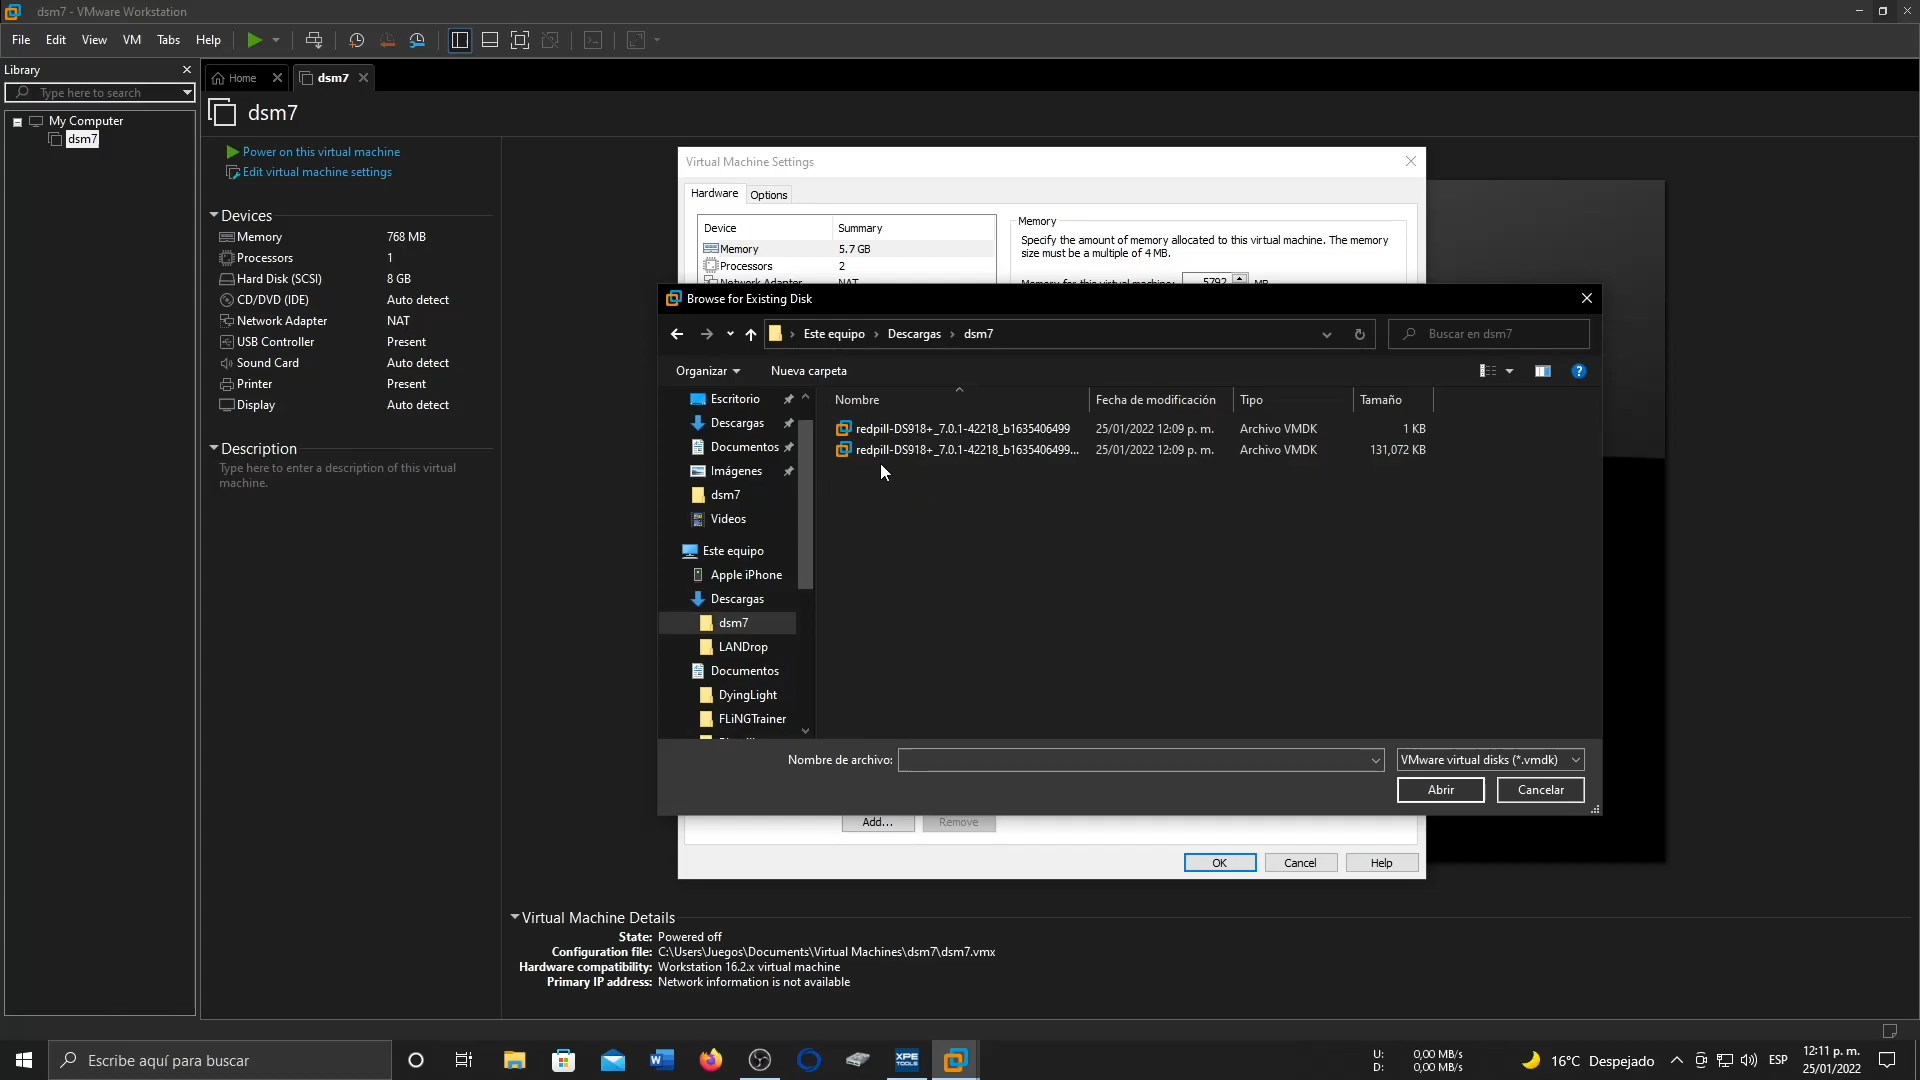 dsm7 - VMware Workstation
File Edit View VM Tabs Help
Library
Type here to search
My Computer
dsm7
Home
dsm7
dsm7
Power on this virtual machine
Edit virtual machine settings
Devices
Memory 768 MB
Processors 1
Hard Disk (SCSI) 8 GB
CD/DVD (IDE) Auto detect
Network Adapter NAT
USB Controller Present
Sound Card Auto detect
Printer Present
Display Auto detect
Description
Type here to enter a description of this virtual
machine.
Virtual Machine Settings
Hardware Options
Device Summary
Memory 5.7 GB
Processors 2
Network Adapter NAT
Memory
Specify the amount of memory allocated to this virtual machine. The memory
size must be a multiple of 4 MB.
Memory for this virtual machine: 5792 MB
Browse for Existing Disk
Este equipo Descargas dsm7
Buscar en dsm7
Organizar Nueva carpeta
Escritorio
Descargas
Documentos
Imágenes
dsm7
Videos
Este equipo
Apple iPhone
Descargas
dsm7
LANDrop
Documentos
DyingLight
FLiNGTrainer
Nombre Fecha de modificación Tipo Tamaño
redpill-DS918+_7.0.1-42218_b1635406499 25/01/2022 12:09 p. m. Archivo VMDK 1 KB
redpill-DS918+_7.0.1-42218_b1635406499... 25/01/2022 12:09 p. m. Archivo VMDK 131,072 KB
Nombre de archivo: VMware virtual disks (*.vmdk)
Abrir Cancelar
Add... Remove
OK Cancel Help
Virtual Machine Details
State: Powered off
Configuration file: C:\Users\Juegos\Documents\Virtual Machines\dsm7\dsm7.vmx
Hardware compatibility: Workstation 16.2.x virtual machine
Primary IP address: Network information is not available
Escribe aquí para buscar
XPE
TOOLS
U: 0,00 MB/s
D: 0,00 MB/s
16°C Despejado
ESP
12:11 p. m.
25/01/2022